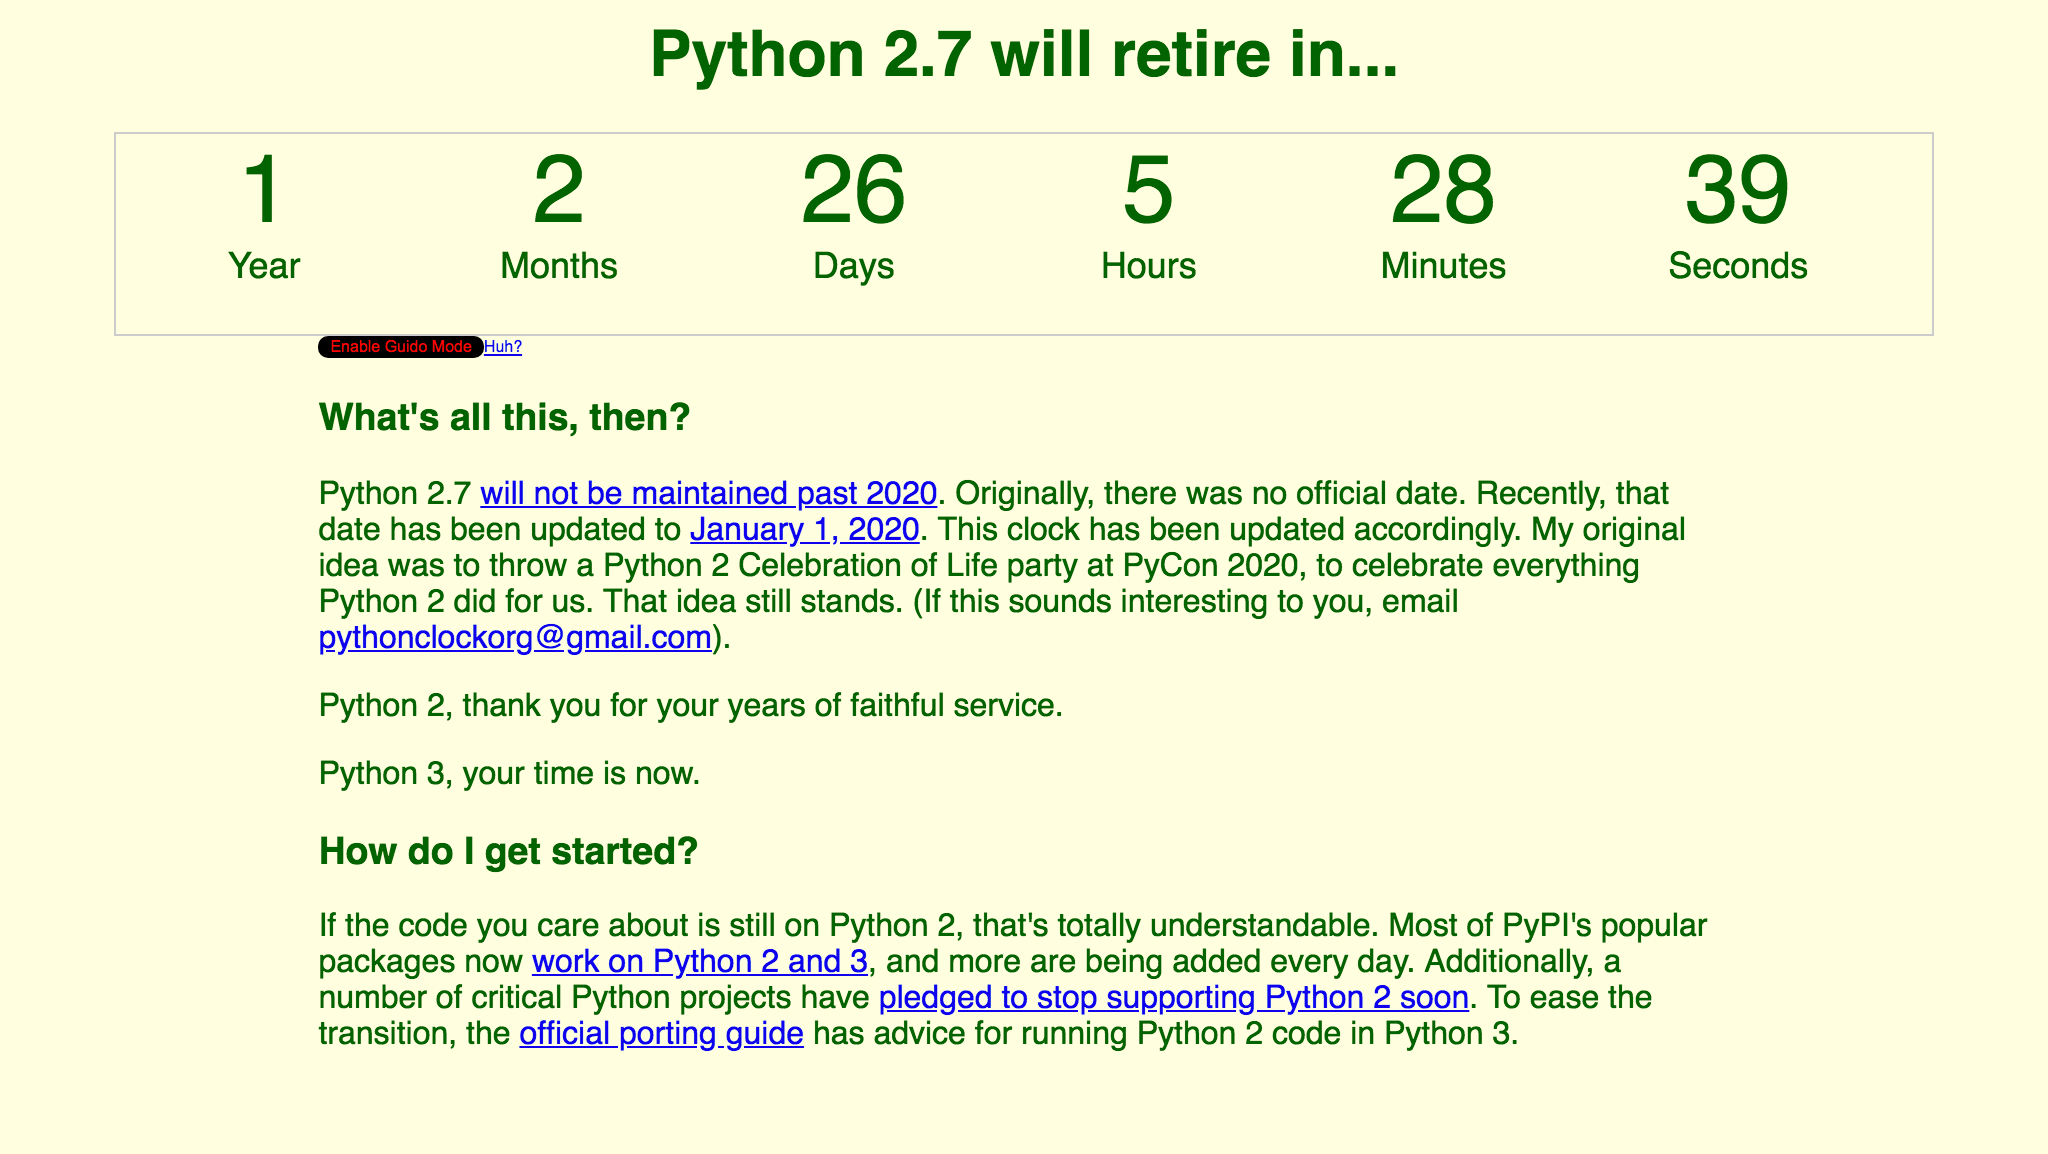 Python 2.7 will retire in...
1 2 26 5 28 39
Year Months Days Hours Minutes Seconds
Enable Guido Mode Huh?
What's all this, then?
Python 2.7 will not be maintained past 2020. Originally, there was no official date. Recently, that
date has been updated to January 1, 2020. This clock has been updated accordingly. My original
idea was to throw a Python 2 Celebration of Life party at PyCon 2020, to celebrate everything
Python 2 did for us. That idea still stands. (If this sounds interesting to you, email
pythonclockorg@gmail.com).
Python 2, thank you for your years of faithful service.
Python 3, your time is now.
How do I get started?
If the code you care about is still on Python 2, that's totally understandable. Most of PyPI's popular
packages now work on Python 2 and 3, and more are being added every day. Additionally, a
number of critical Python projects have pledged to stop supporting Python 2 soon. To ease the
transition, the official porting guide has advice for running Python 2 code in Python 3.